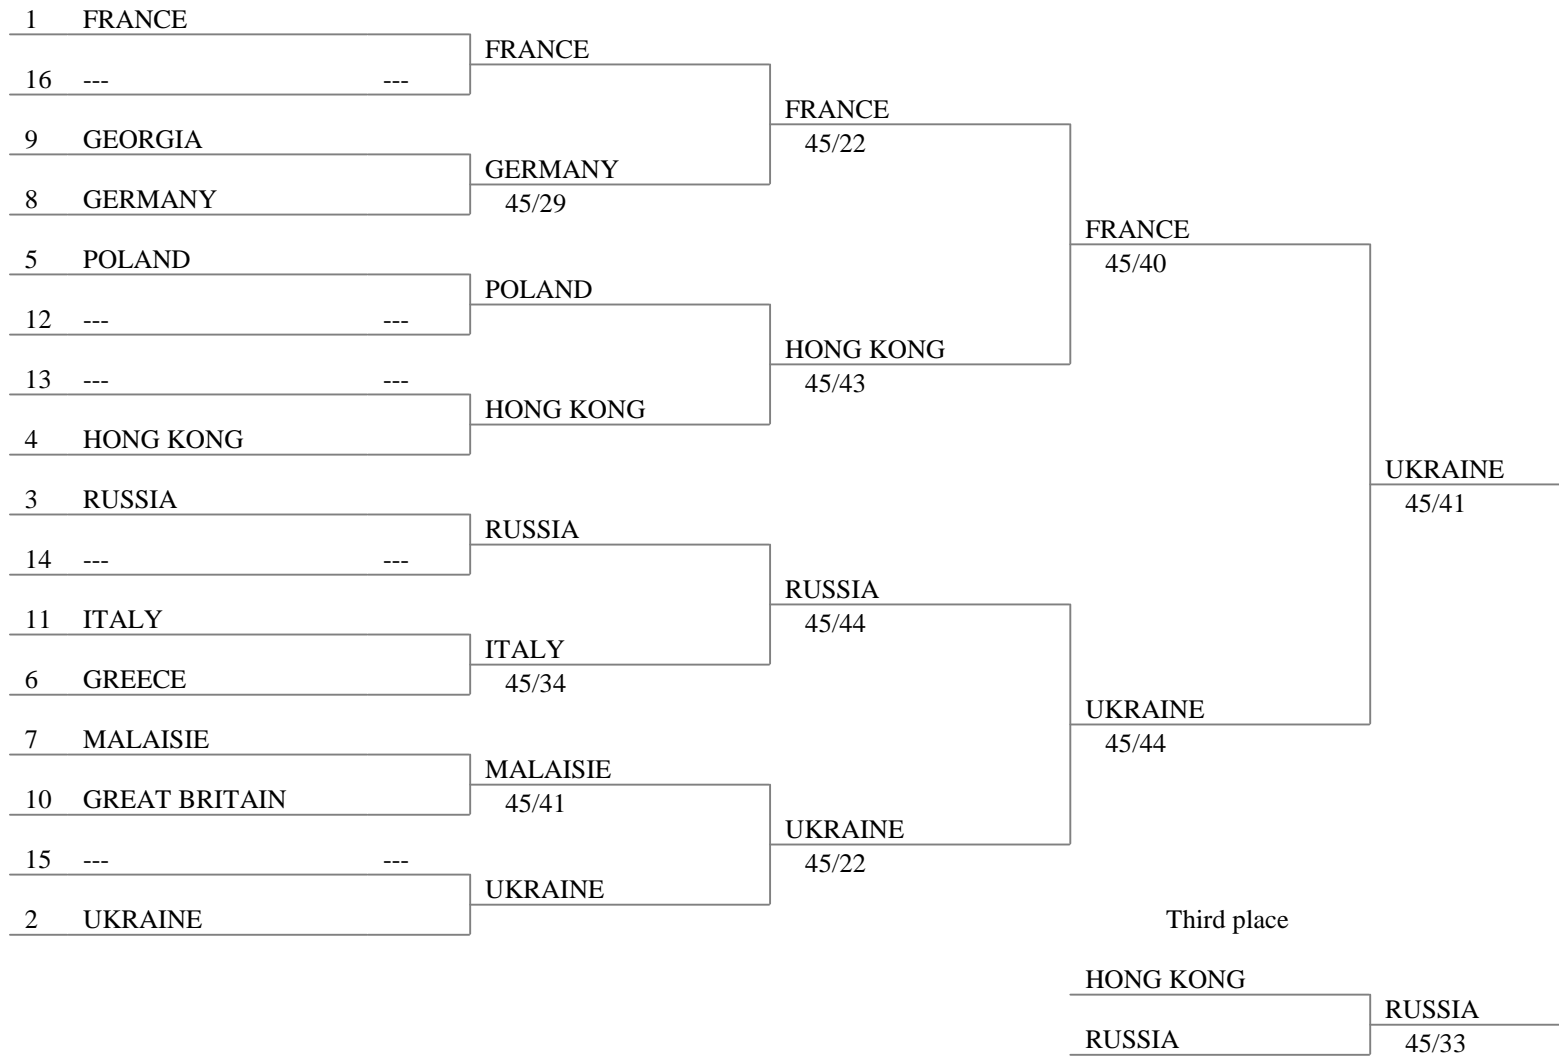 1 FRANCE
FRANCE
16 --- ---
FRANCE
45/22
9 GEORGIA
GERMANY
45/29
8 GERMANY
FRANCE
45/40
5 POLAND
POLAND
12 --- ---
HONG KONG
45/43
13 --- ---
HONG KONG
4 HONG KONG
UKRAINE
45/41
3 RUSSIA
RUSSIA
14 --- ---
RUSSIA
45/44
11 ITALY
ITALY
45/34
6 GREECE
UKRAINE
45/44
7 MALAISIE
MALAISIE
45/41
10 GREAT BRITAIN
UKRAINE
45/22
15 --- ---
UKRAINE
2 UKRAINE
Third place
HONG KONG
RUSSIA
45/33
RUSSIA